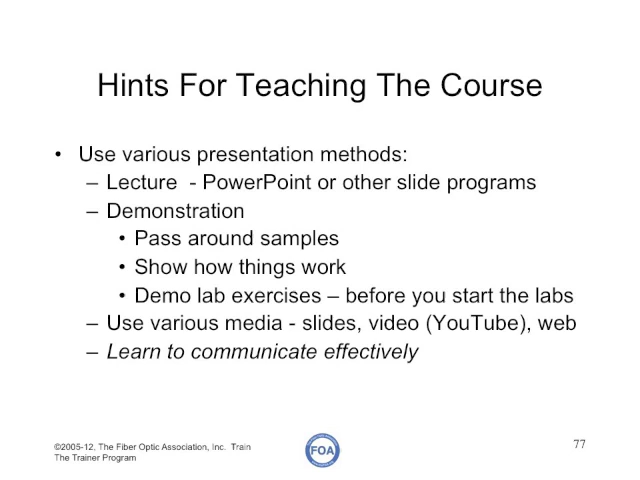 Hints For Teaching The Course
• Use various presentation methods:
– Lecture - PowerPoint or other slide programs
– Demonstration
• Pass around samples
• Show how things work
• Demo lab exercises – before you start the labs
– Use various media - slides, video (YouTube), web
– Learn to communicate effectively
©2005-12, The Fiber Optic Association, Inc. Train
The Trainer Program
FOA
77